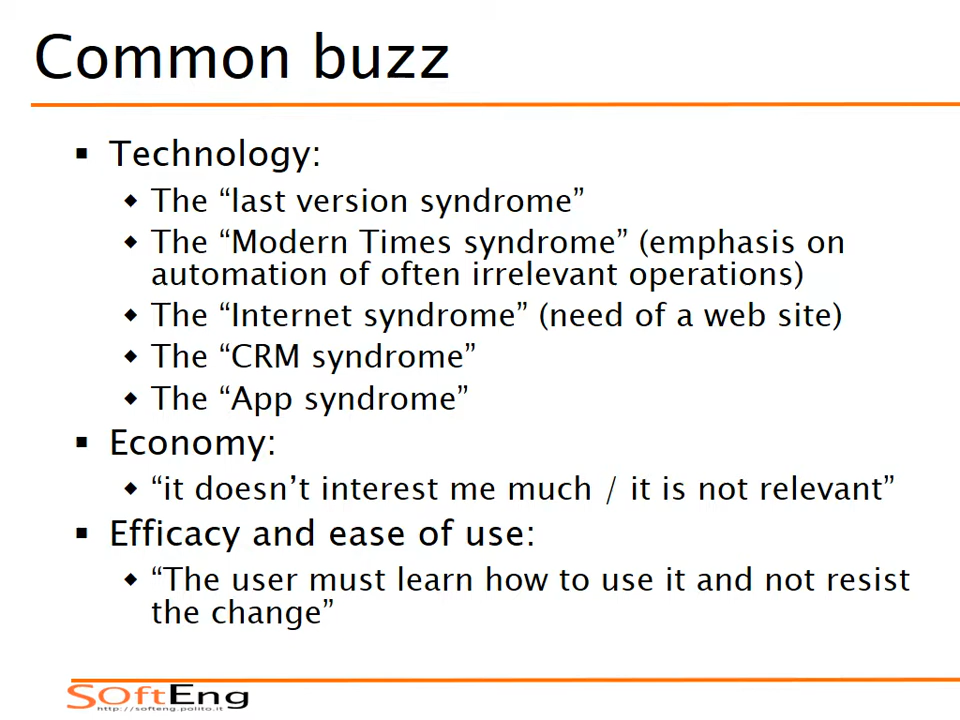 Common buzz
▪ Technology:
◆ The “last version syndrome”
◆ The “Modern Times syndrome” (emphasis on
automation of often irrelevant operations)
◆ The “Internet syndrome” (need of a web site)
◆ The “CRM syndrome”
◆ The “App syndrome”
▪ Economy:
◆ “it doesn’t interest me much / it is not relevant”
▪ Efficacy and ease of use:
◆ “The user must learn how to use it and not resist
the change”
SOftEng
http://softeng.polito.it